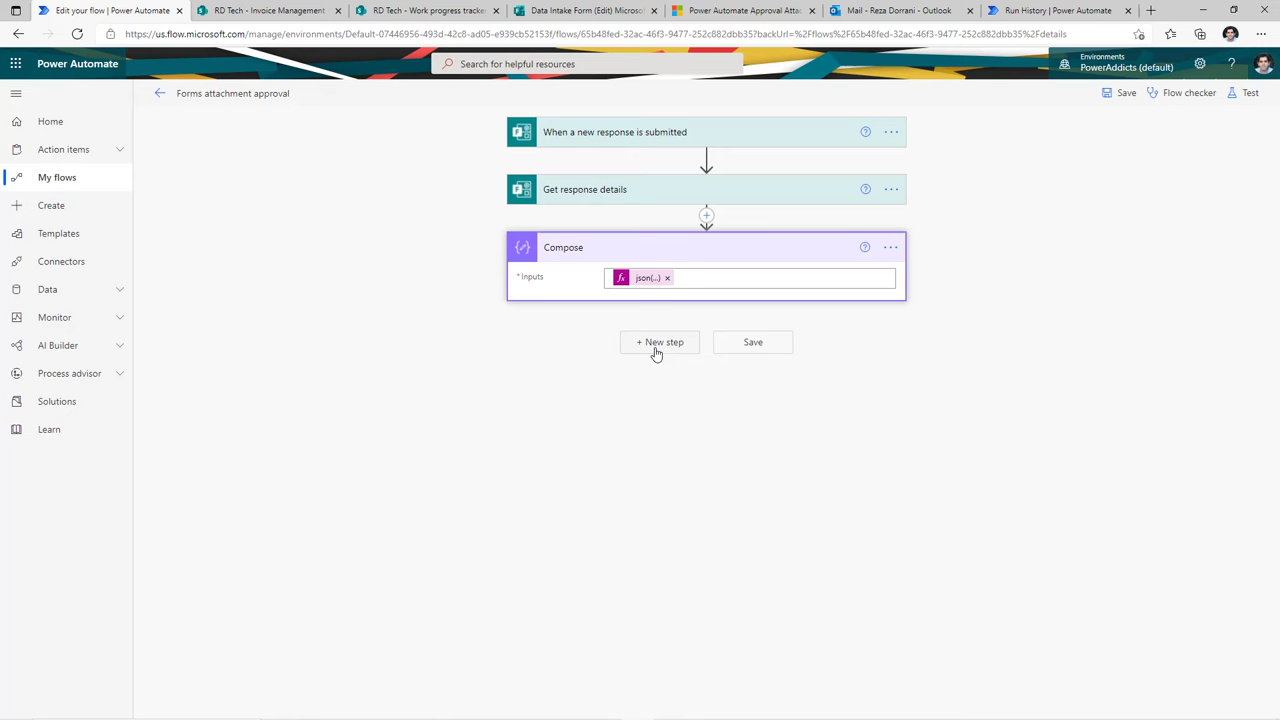 Edit your flow | Power Automate
RD Tech - Invoice Management
RD Tech - Work progress tracker
Data Intake Form (Edit) Microso
Power Automate Approval Attac
Mail - Reza Dorrani - Outlook
Run History | Power Automate
https://us.flow.microsoft.com/manage/environments/Default-07446956-493d-42c8-ad05-e939cb52153f/flows/65b48fed-32ac-46f3-9477-252c882dbb35?backUrl=%2Fflows%2F65b48fed-32ac-46f3-9477-252c882dbb35%2Fdetails
Power Automate
Search for helpful resources
Environments
PowerAddicts (default)
Forms attachment approval
Save
Flow checker
Test
Home
Action items
My flows
Create
Templates
Connectors
Data
Monitor
AI Builder
Process advisor
Solutions
Learn
When a new response is submitted
Get response details
Compose
* Inputs
fx json(...) ×
+ New step
Save